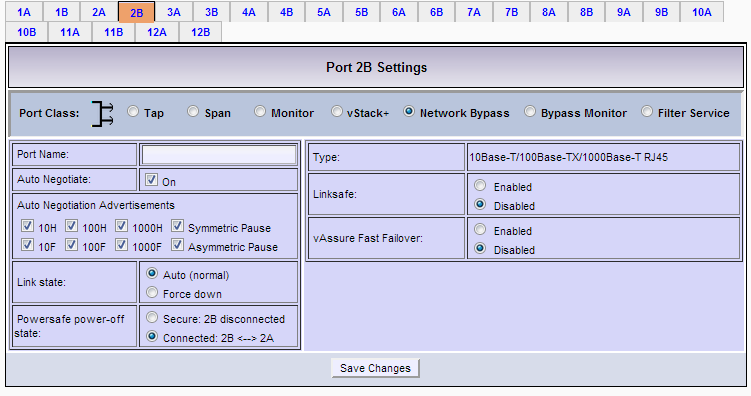 1A 1B 2A 2B 3A 3B 4A 4B 5A 5B 6A 6B 7A 7B 8A 8B 9A 9B 10A
10B 11A 11B 12A 12B
Port 2B Settings
Port Class: Tap Span Monitor vStack+ Network Bypass Bypass Monitor Filter Service
Port Name:
Auto Negotiate: On
Auto Negotiation Advertisements
10H 100H 1000H Symmetric Pause
10F 100F 1000F Asymmetric Pause
Link state: Auto (normal)
Force down
Powersafe power-off state: Secure: 2B disconnected
Connected: 2B <--> 2A
Type: 10Base-T/100Base-TX/1000Base-T RJ45
Linksafe: Enabled
Disabled
vAssure Fast Failover: Enabled
Disabled
Save Changes